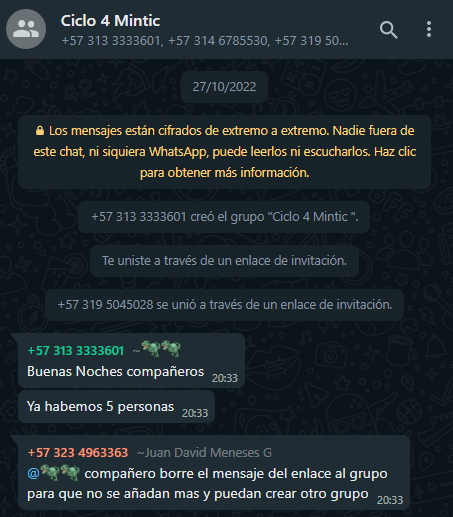 Ciclo 4 Mintic
+57 313 3333601, +57 314 6785530, +57 319 50...
27/10/2022
Los mensajes están cifrados de extremo a extremo. Nadie fuera de
este chat, ni siquiera WhatsApp, puede leerlos ni escucharlos. Haz clic
para obtener más información.
+57 313 3333601 creó el grupo "Ciclo 4 Mintic ".
Te uniste a través de un enlace de invitación.
+57 319 5045028 se unió a través de un enlace de invitación.
+57 313 3333601 ~🐲🐲
Buenas Noches compañeros 20:33
Ya habemos 5 personas 20:33
+57 323 4963363 ~Juan David Meneses G
@🐲🐲 compañero borre el mensaje del enlace al grupo
para que no se añadan mas y puedan crear otro grupo 20:33